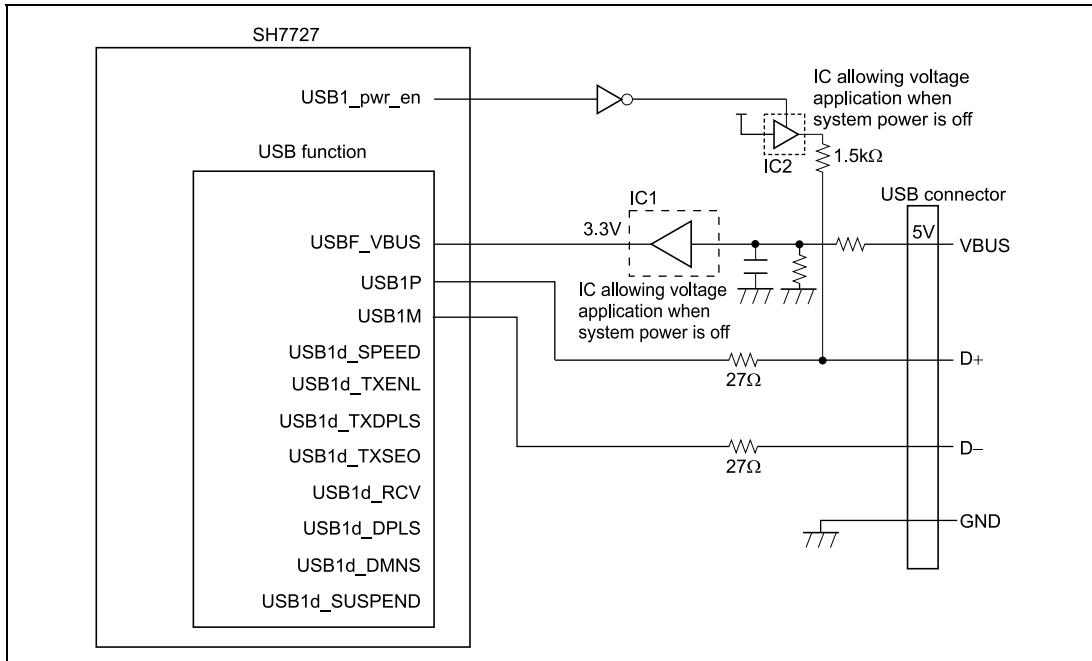 SH7727
USB1_pwr_en
IC allowing voltage
application when
system power is off
IC2
1.5kΩ
USB function
USB connector
IC1
3.3V
5V
USBF_VBUS
VBUS
USB1P
IC allowing voltage
application when
system power is off
USB1M
USB1d_SPEED
27Ω
D+
USB1d_TXENL
USB1d_TXDPLS
USB1d_TXSEO
27Ω
D−
USB1d_RCV
USB1d_DPLS
GND
USB1d_DMNS
USB1d_SUSPEND